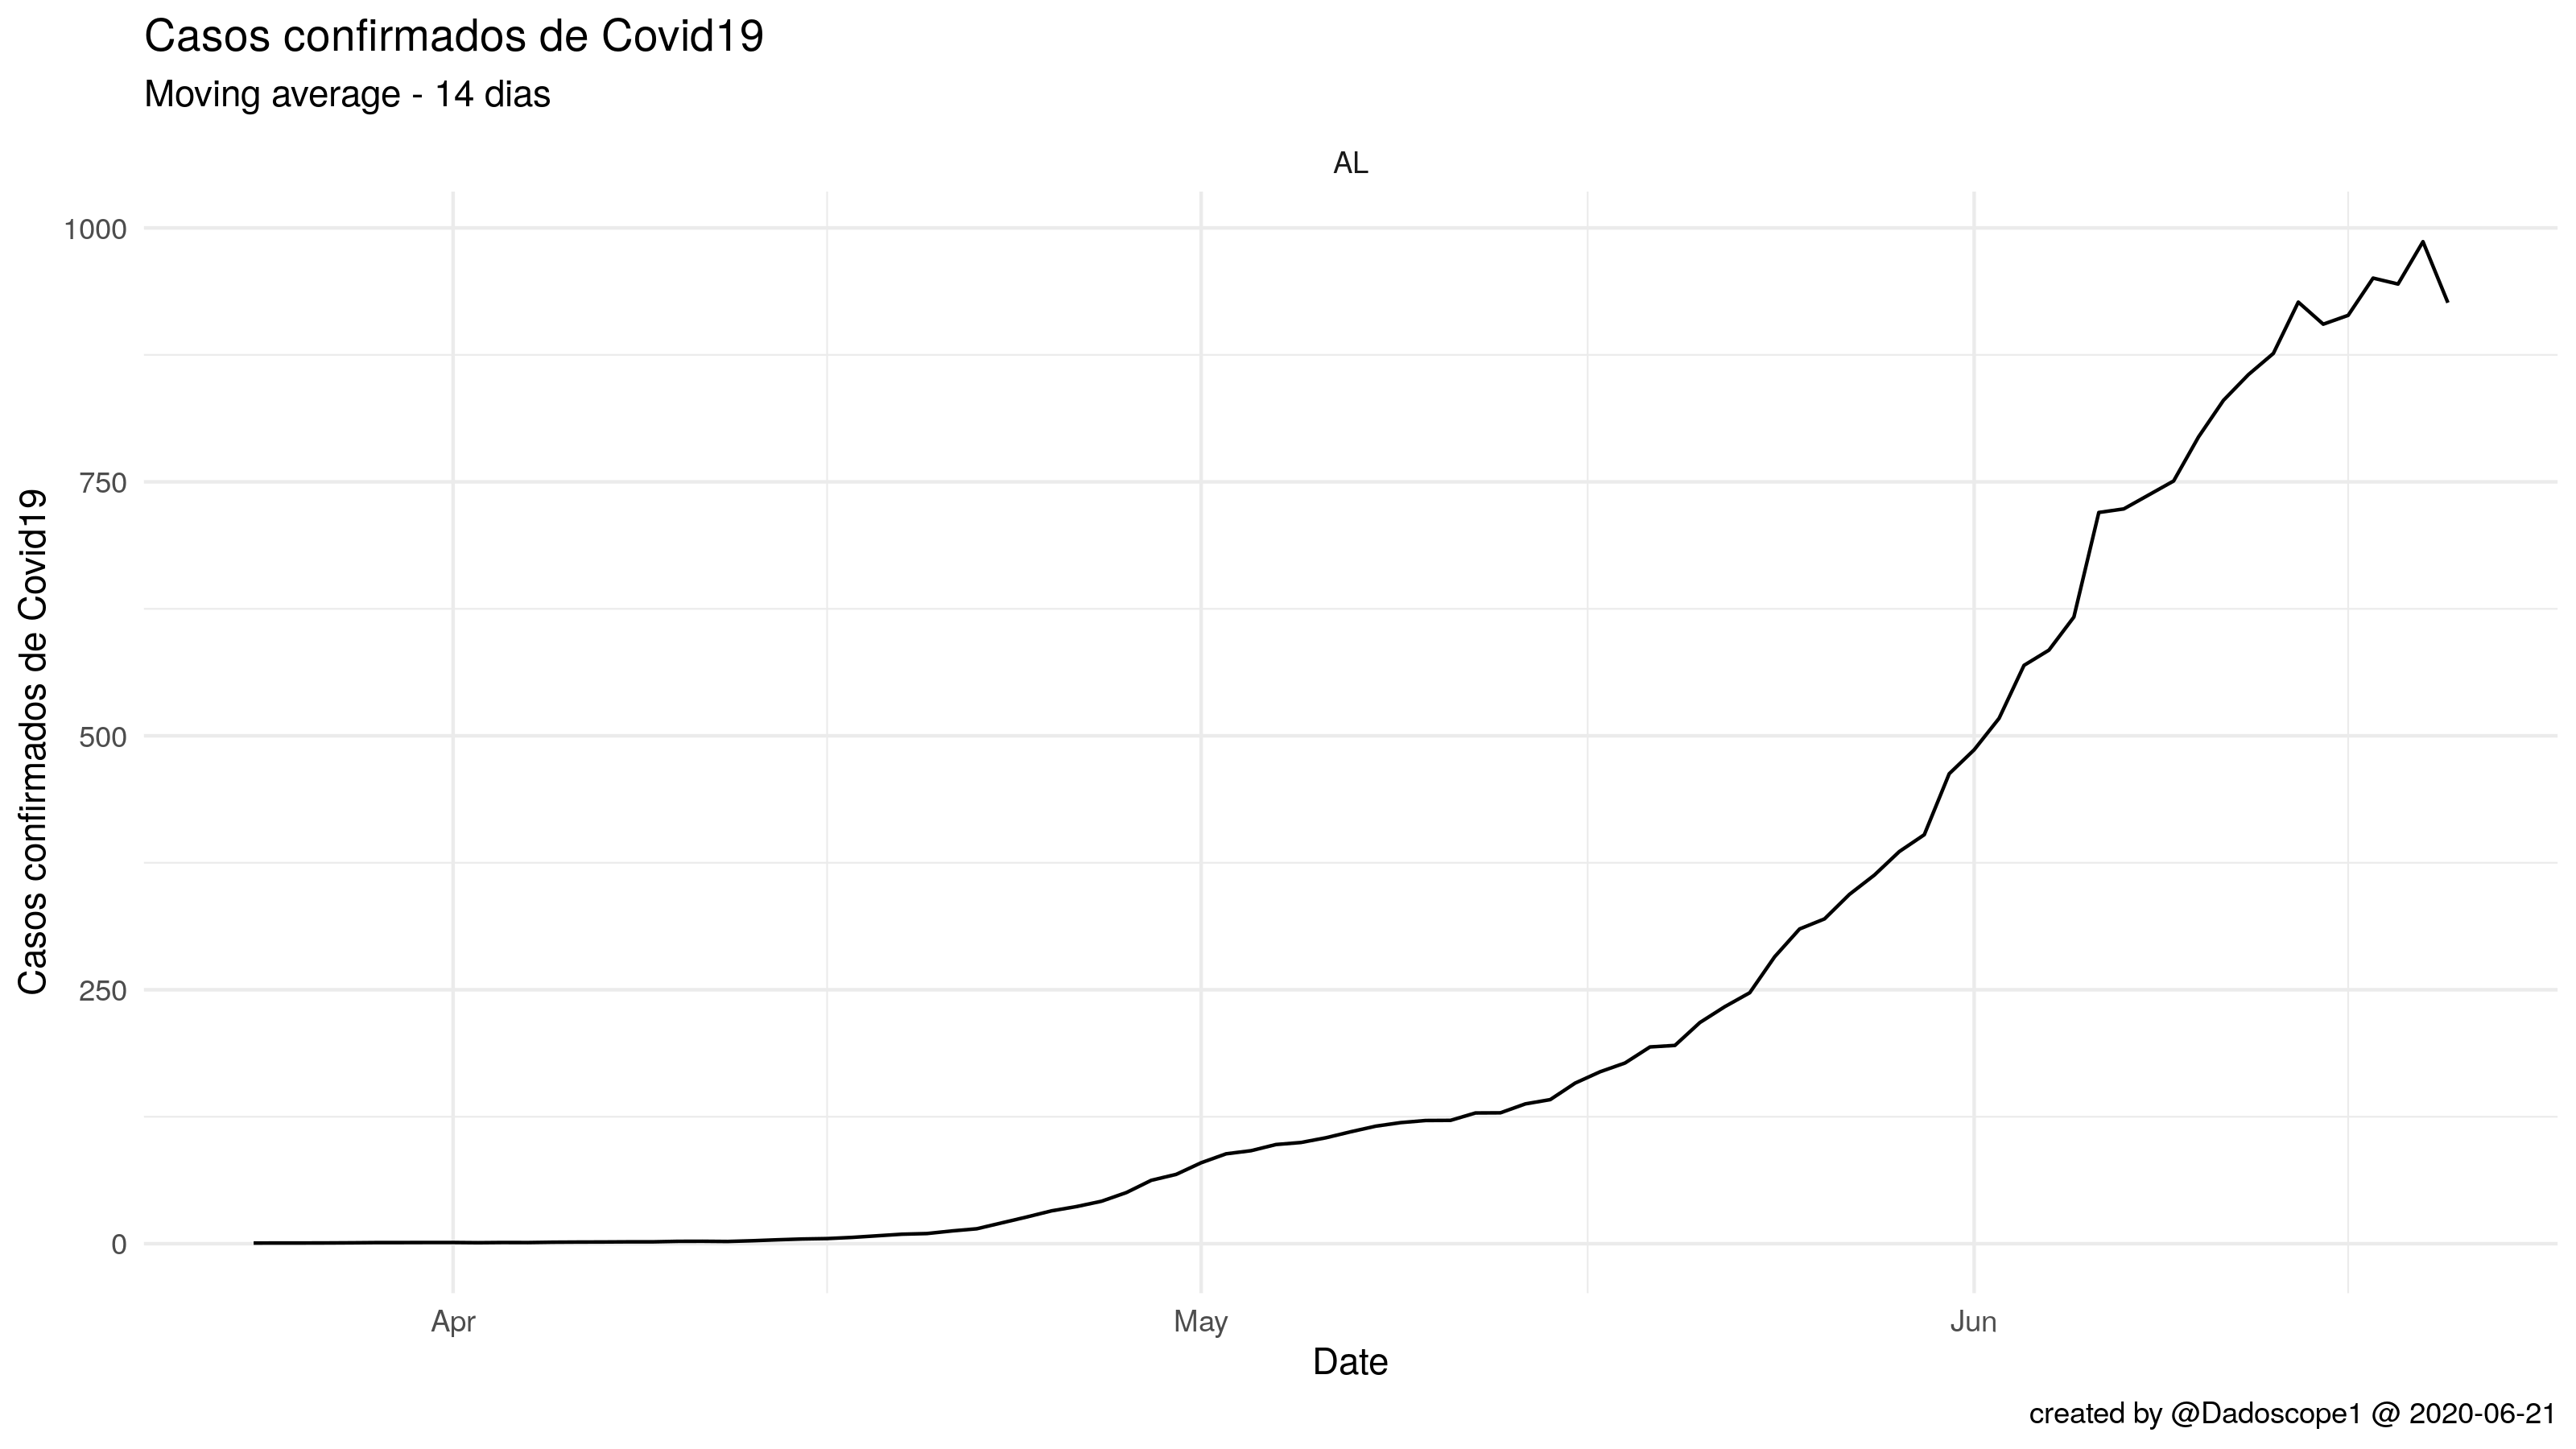 Casos confirmados de Covid19
Moving average - 14 dias
AL
Casos confirmados de Covid19
1000
750
500
250
0
Apr
May
Jun
Date
created by @Dadoscope1 @ 2020-06-21